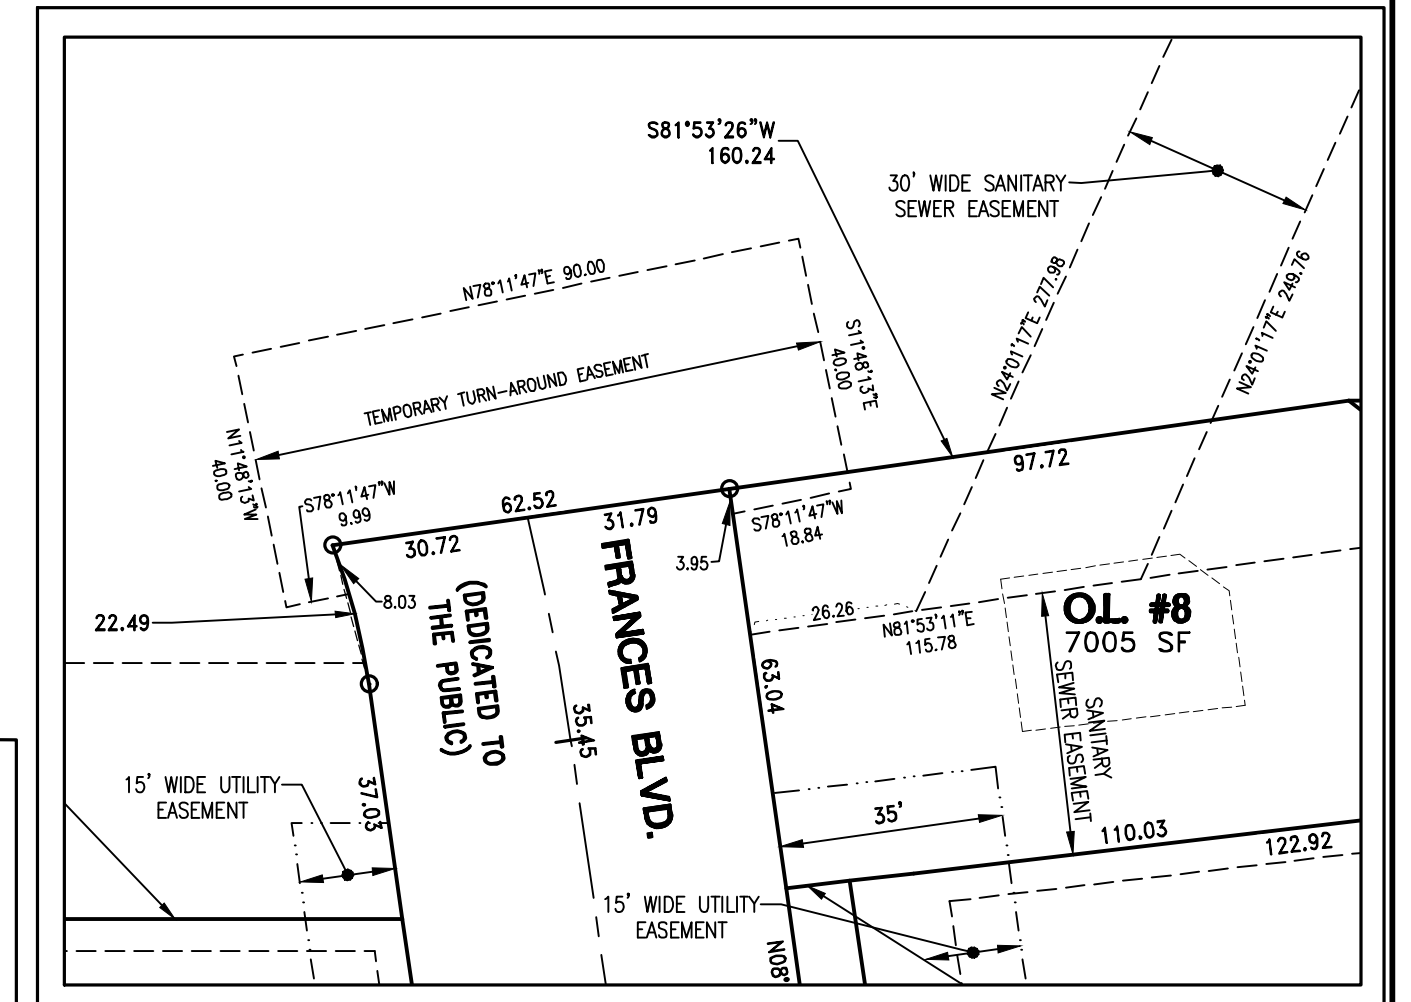 S81°53'26"W
160.24
30' WIDE SANITARY
SEWER EASEMENT
N78°11'47"E 90.00
N24°01'17"E 277.98
N24°01'17"E 249.76
S11°48'13"E
40.00
TEMPORARY TURN-AROUND EASEMENT
N11°48'13"W
40.00
S78°11'47"W
9.99
62.52
97.72
31.79
30.72
S78°11'47"W
18.84
3.95
8.03
22.49
FRANCES BLVD.
(DEDICATED TO
THE PUBLIC)
26.26
N81°53'11"E
115.78
O.L. #8
7005 SF
63.04
35.45
SANITARY
SEWER EASEMENT
15' WIDE UTILITY
EASEMENT
37.03
35'
110.03
122.92
15' WIDE UTILITY
EASEMENT
N08°